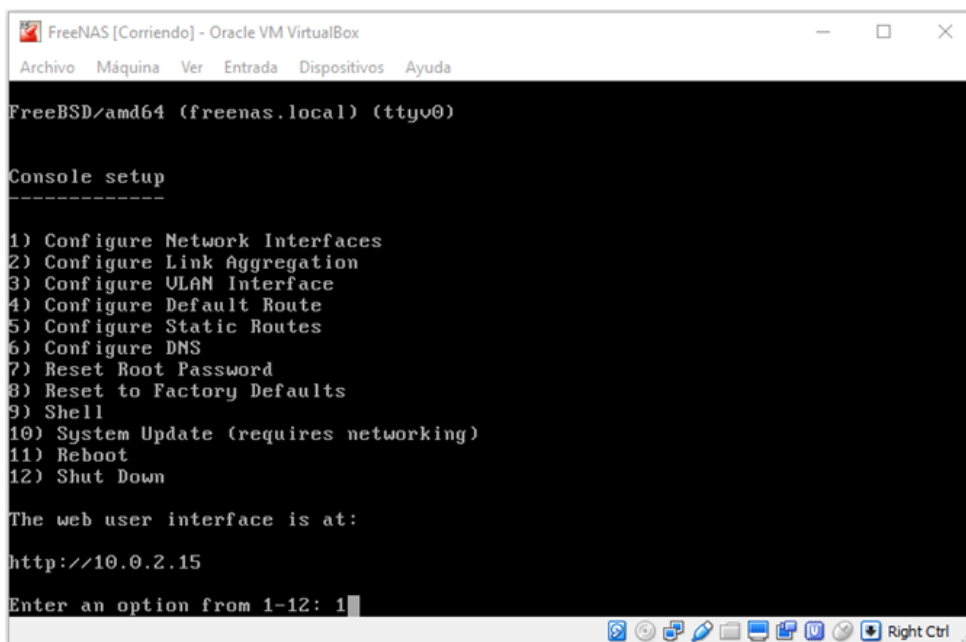 FreeNAS [Corriendo] - Oracle VM VirtualBox
Archivo Máquina Ver Entrada Dispositivos Ayuda
FreeBSD/amd64 (freenas.local) (ttyv0)
Console setup
-------------
1) Configure Network Interfaces
2) Configure Link Aggregation
3) Configure VLAN Interface
4) Configure Default Route
5) Configure Static Routes
6) Configure DNS
7) Reset Root Password
8) Reset to Factory Defaults
9) Shell
10) System Update (requires networking)
11) Reboot
12) Shut Down
The web user interface is at:
http://10.0.2.15
Enter an option from 1-12: 1
Right Ctrl